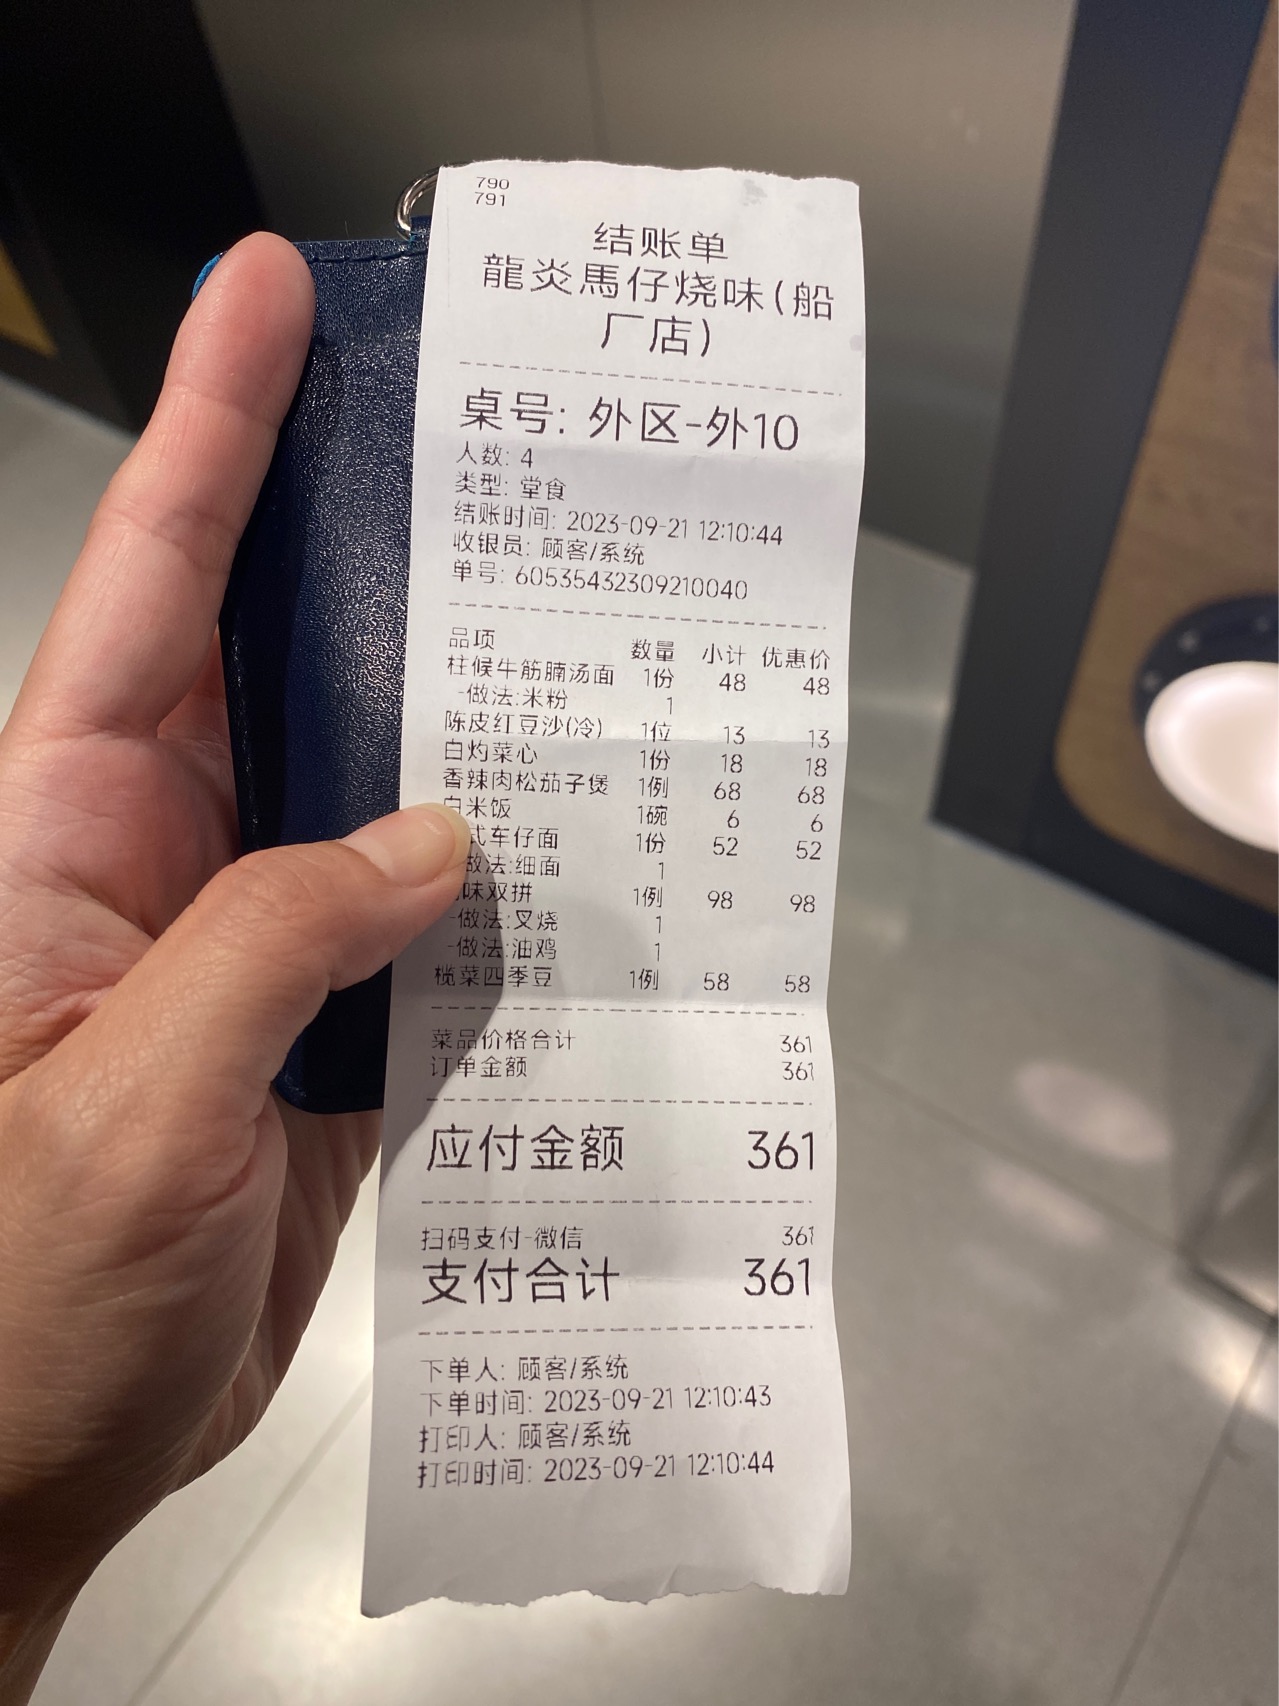 790
791
结账单
龍炎馬仔烧味(船
厂店)
桌号: 外区-外10
人数: 4
类型: 堂食
结账时间: 2023-09-21 12:10:44
收银员: 顾客/系统
单号: 605354432309210040
品项 数量 小计 优惠价
柱候牛筋腩汤面 1份 48 48
-做法:米粉 1
陈皮红豆沙(冷) 1位 13 13
白灼菜心 1份 18 18
香辣肉松茄子煲 1例 68 68
白米饭 1碗 6 6
式车仔面 1份 52 52
做法:细面 1
味双拼 1例 98 98
-做法:叉烧 1
-做法:油鸡 1
榄菜四季豆 1例 58 58
菜品价格合计 361
订单金额 361
应付金额 361
扫码支付-微信 361
支付合计 361
下单人: 顾客/系统
下单时间: 2023-09-21 12:10:43
打印人: 顾客/系统
打印时间: 2023-09-21 12:10:44